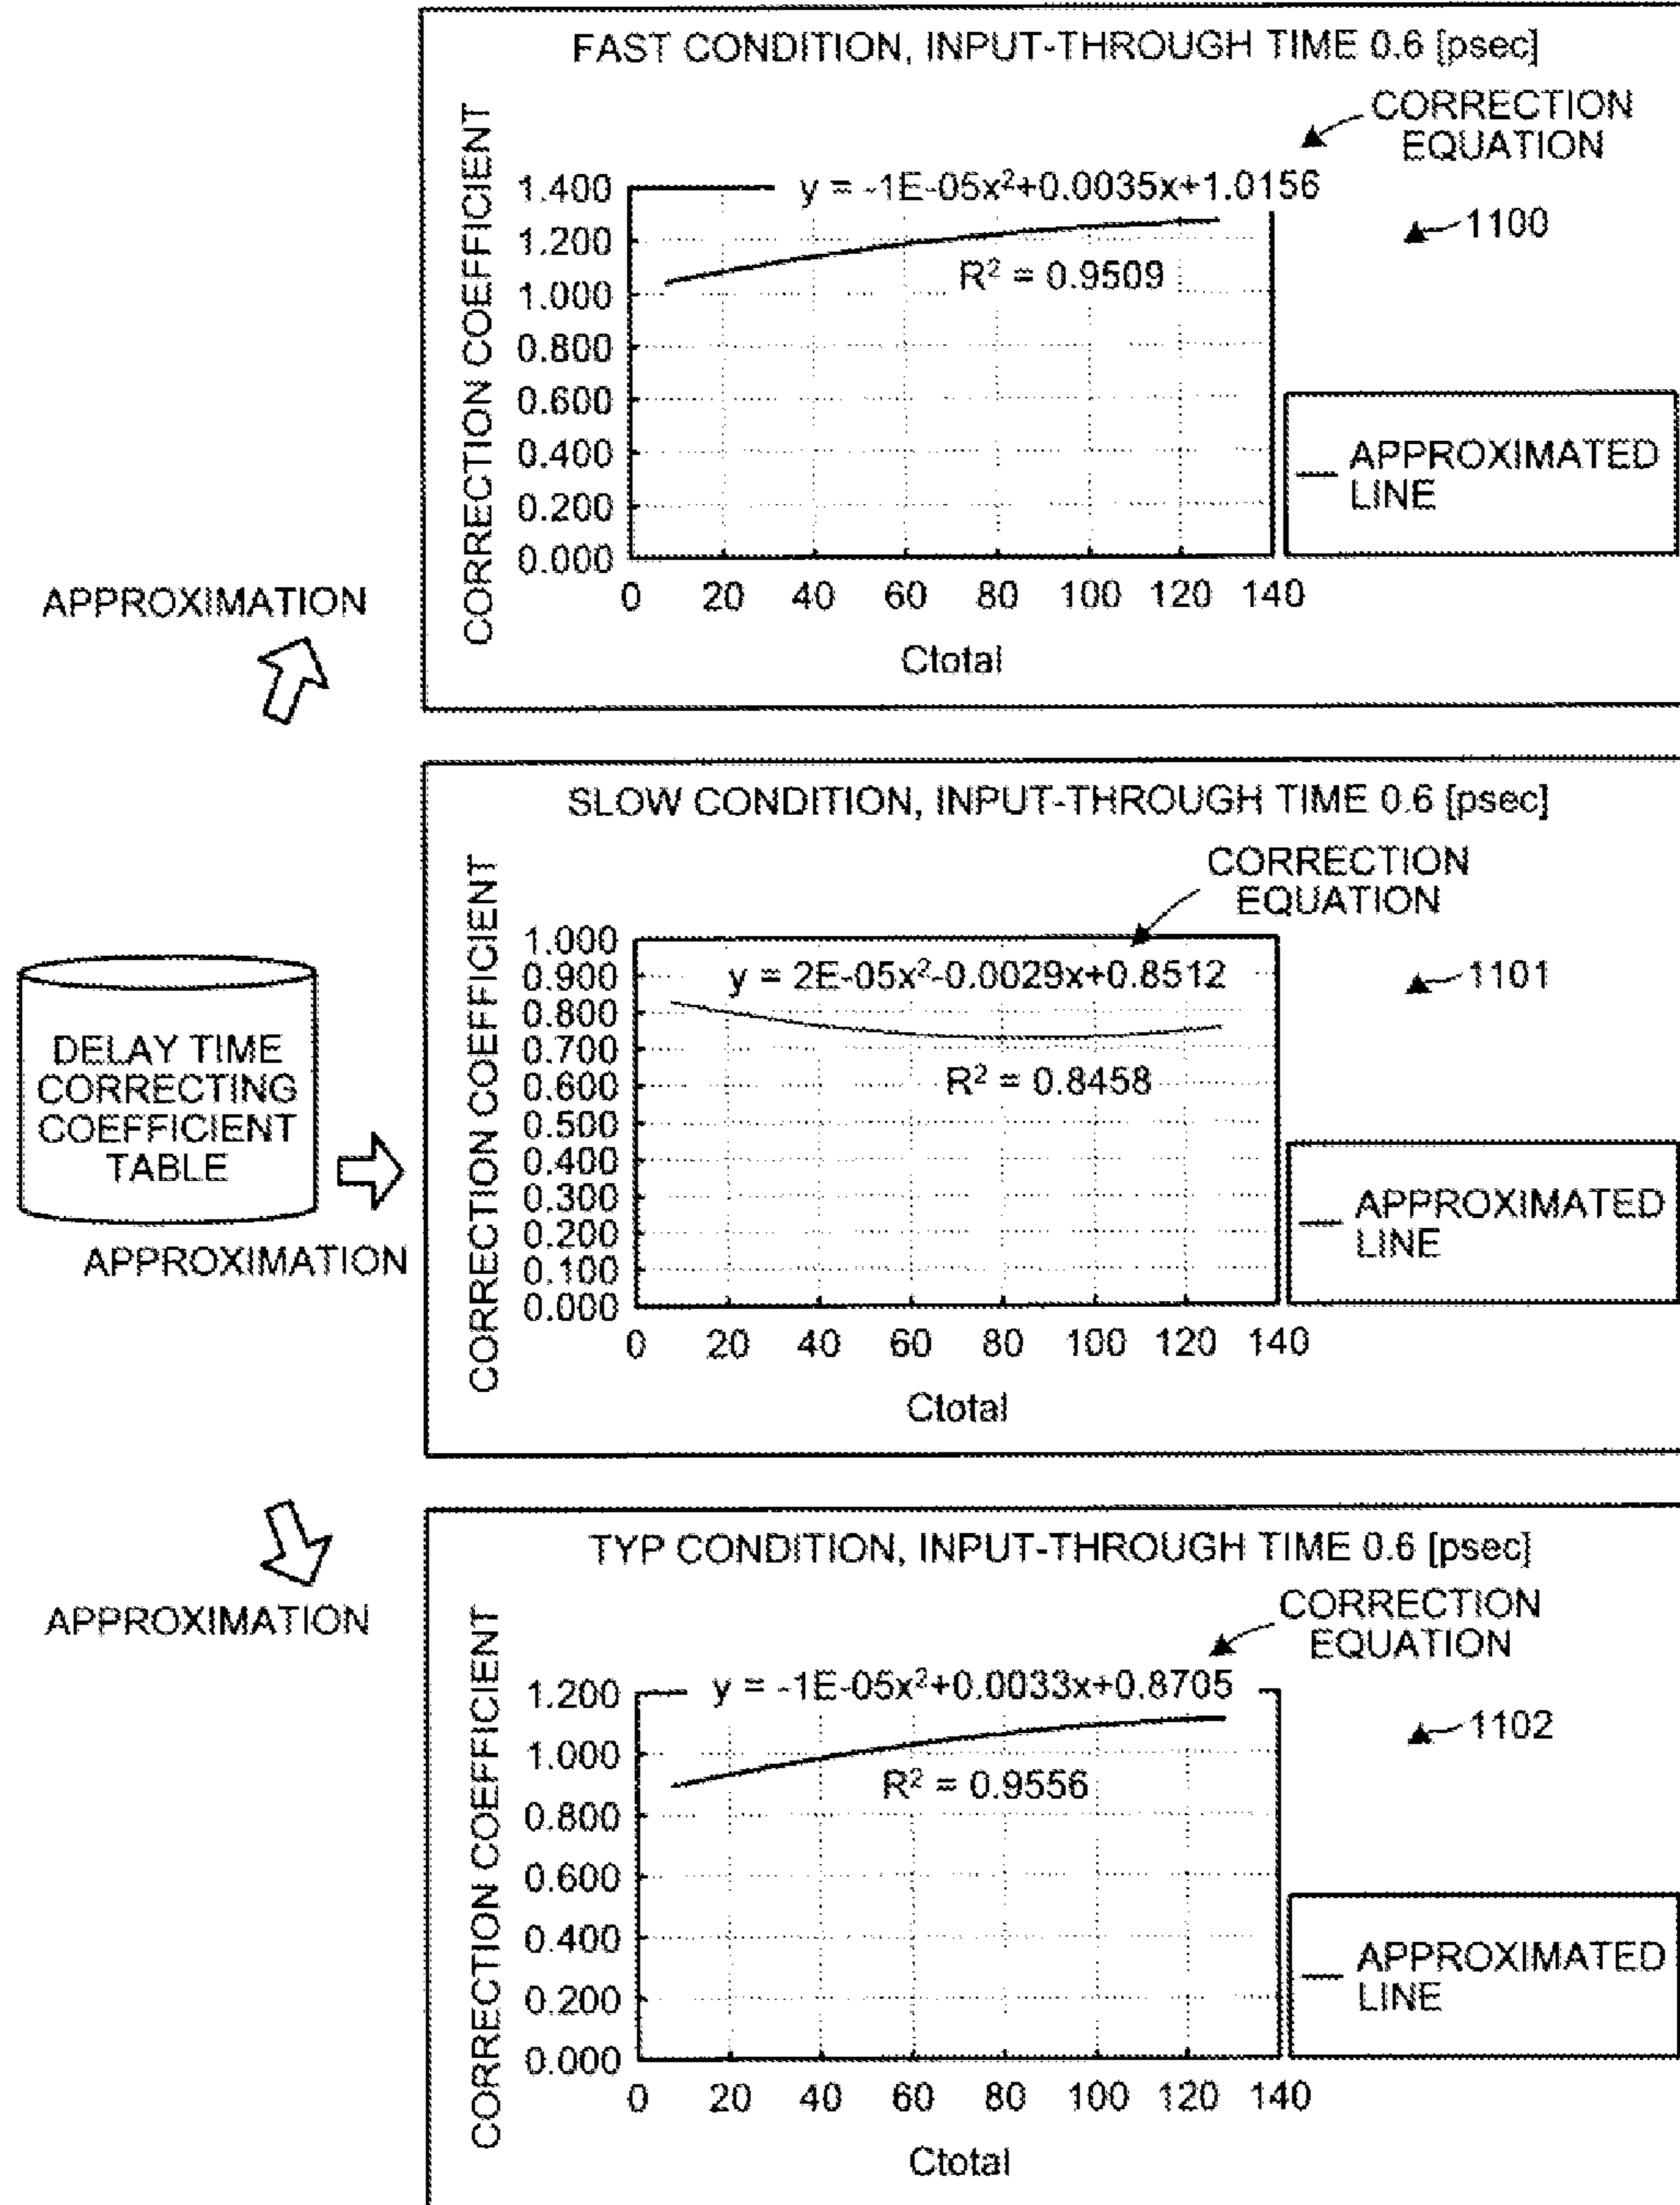 FAST CONDITION, INPUT-THROUGH TIME 0.6 [psec]
CORRECTION
EQUATION
CORRECTION COEFFICIENT
y = -1E-05x²+0.0035x+1.0156
R² = 0.9509
1100
1.400
1.200
1.000
0.800
0.600
0.400
0.200
0.000
0 20 40 60 80 100 120 140
Ctotal
APPROXIMATED
LINE
APPROXIMATION
SLOW CONDITION, INPUT-THROUGH TIME 0.6 [psec]
CORRECTION
EQUATION
CORRECTION COEFFICIENT
y = 2E-05x²-0.0029x+0.8512
R² = 0.8458
1101
1.000
0.900
0.800
0.700
0.600
0.500
0.400
0.300
0.200
0.100
0.000
0 20 40 60 80 100 120 140
Ctotal
APPROXIMATED
LINE
DELAY TIME
CORRECTING
COEFFICIENT
TABLE
APPROXIMATION
TYP CONDITION, INPUT-THROUGH TIME 0.6 [psec]
CORRECTION
EQUATION
CORRECTION COEFFICIENT
y = -1E-05x²+0.0033x+0.8705
R² = 0.9556
1102
1.200
1.000
0.800
0.600
0.400
0.200
0.000
0 20 40 60 80 100 120 140
Ctotal
APPROXIMATED
LINE
APPROXIMATION